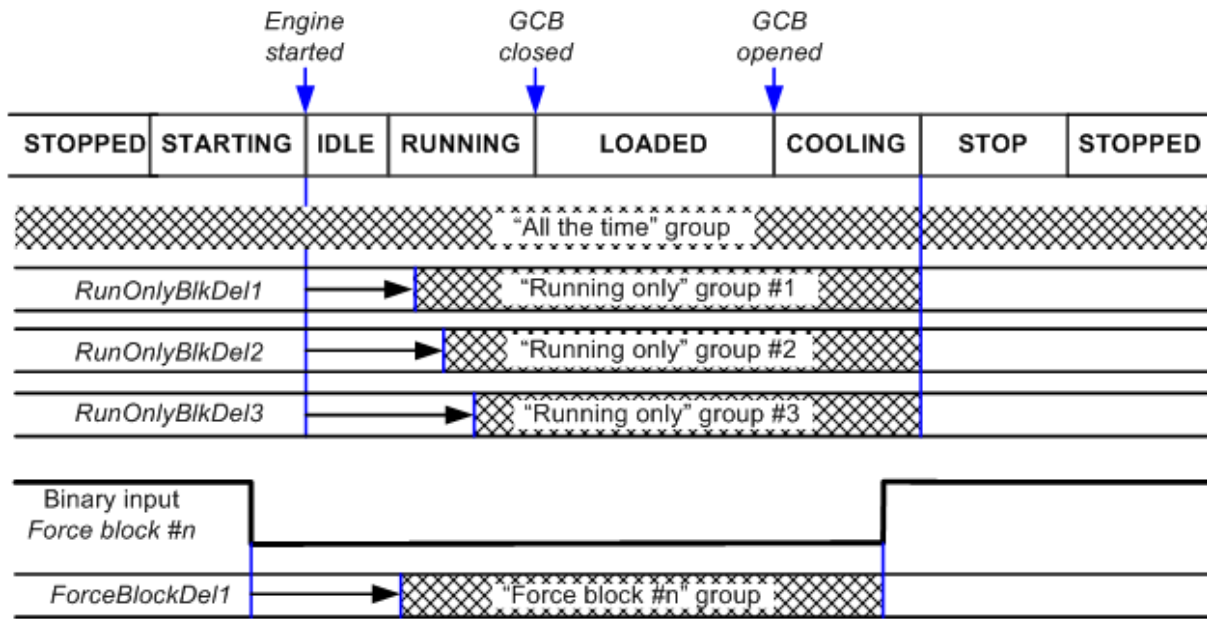 Engine
started
GCB
closed
GCB
opened
STOPPED STARTING IDLE RUNNING LOADED COOLING STOP STOPPED
“All the time” group
RunOnlyBlkDel1 “Running only” group #1
RunOnlyBlkDel2 “Running only” group #2
RunOnlyBlkDel3 “Running only” group #3
Binary input
Force block #n
ForceBlockDel1 “Force block #n” group